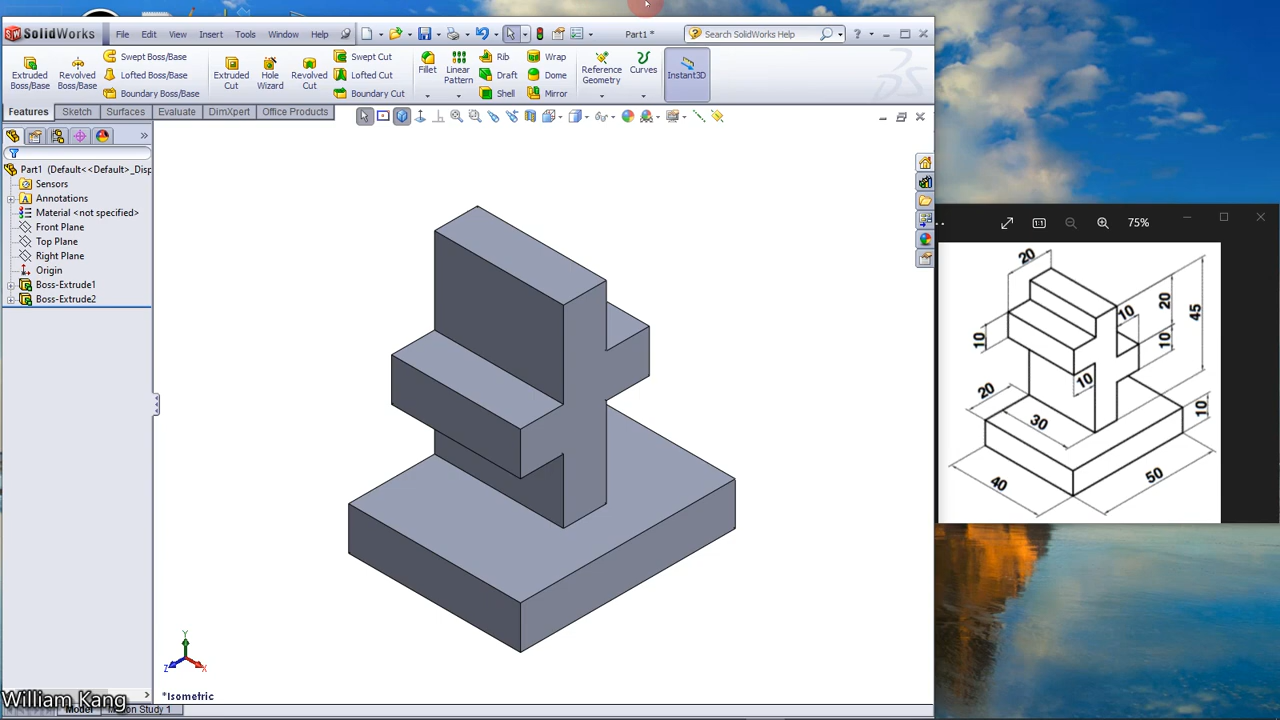 SolidWorks File Edit View Insert Tools Window Help Part1 * Search SolidWorks Help ?
Extruded Boss/Base
Revolved Boss/Base
Swept Boss/Base
Lofted Boss/Base
Boundary Boss/Base
Extruded Cut
Hole Wizard
Revolved Cut
Swept Cut
Lofted Cut
Boundary Cut
Fillet
Linear Pattern
Rib
Draft
Shell
Wrap
Dome
Mirror
Reference Geometry
Curves
Instant3D
Features Sketch Surfaces Evaluate DimXpert Office Products
Part1 (Default<<Default>_Disp
Sensors
Annotations
Material <not specified>
Front Plane
Top Plane
Right Plane
Origin
Boss-Extrude1
Boss-Extrude2
1:1 75%
20
10
20
45
10
10
10
20
30
10
40
50
Y
Z
X
*Isometric
William Kang
Model Motion Study 1